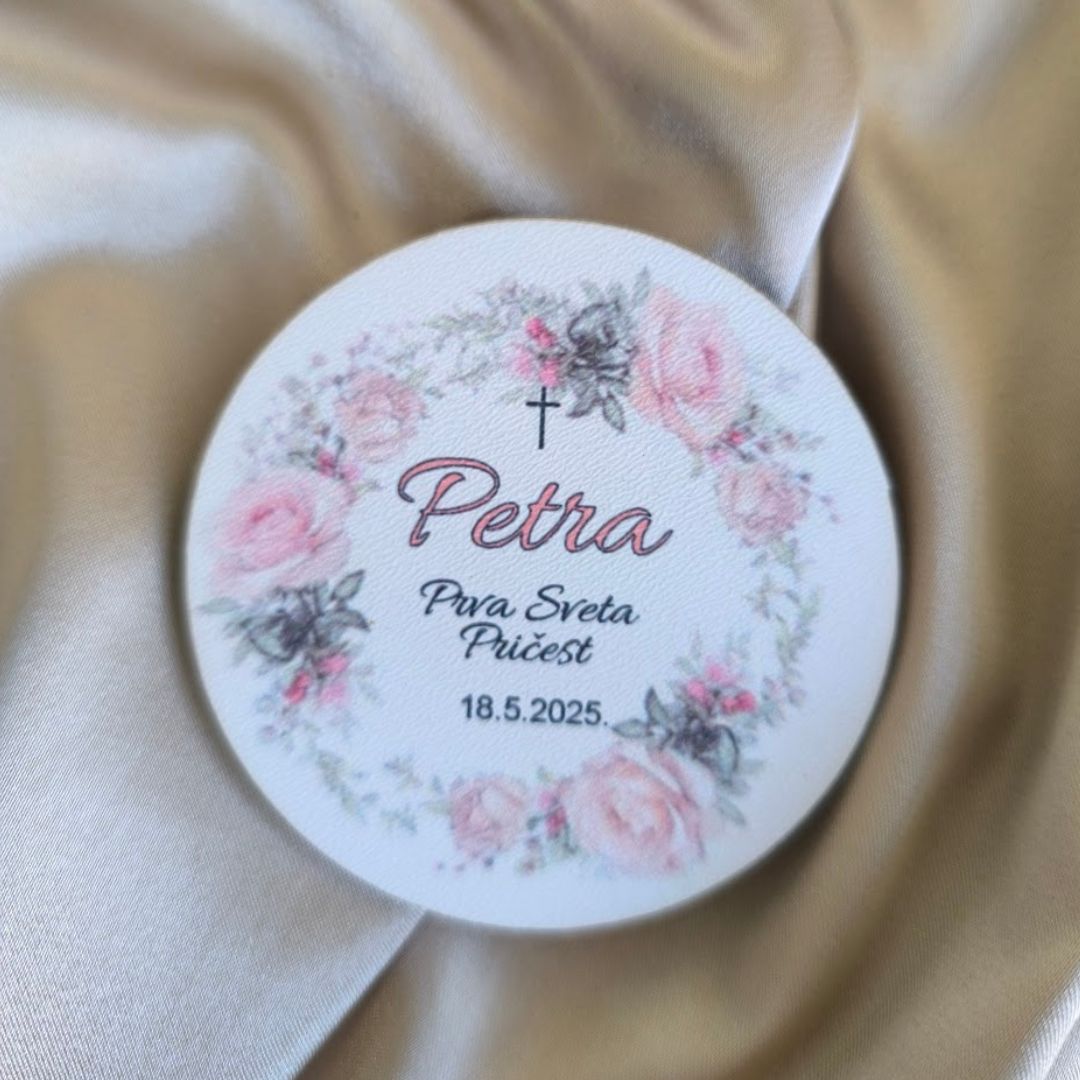 Petra
Prva Sveta
Pričest
18.5.2025.